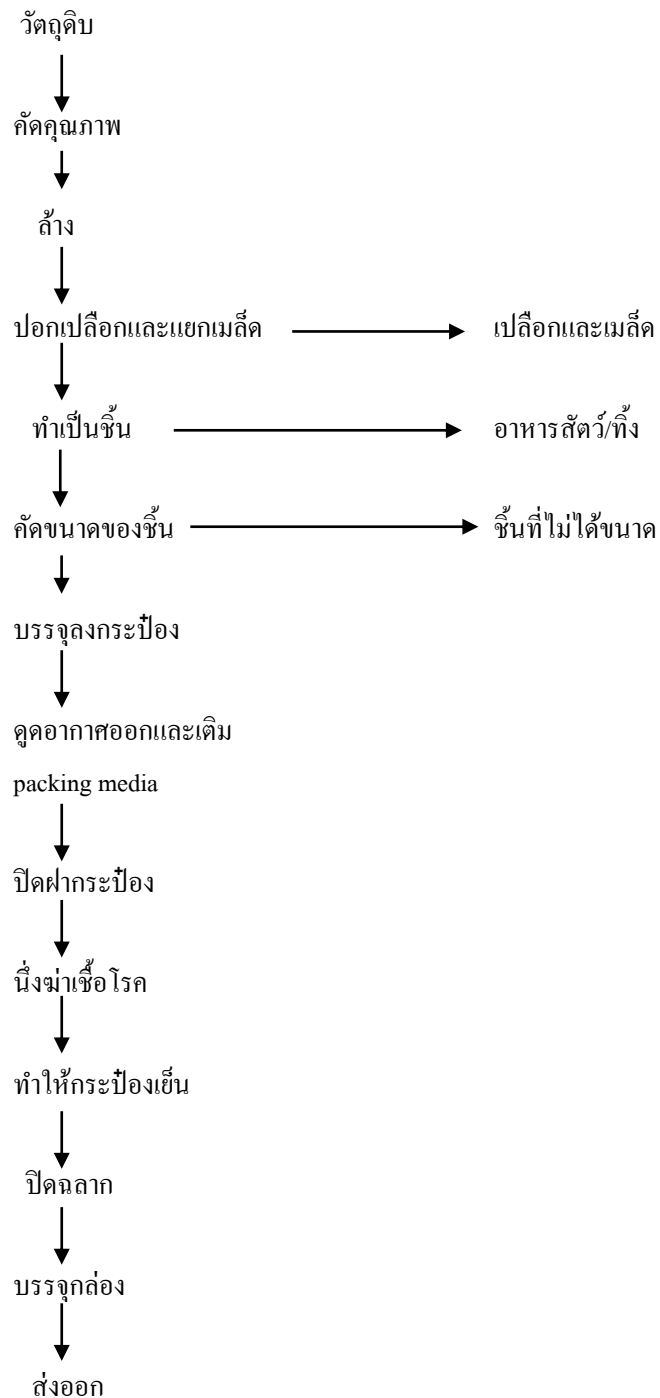 วัตถุดิบ
คัดคุณภาพ
ล้าง
ปอกเปลือกและแยกเมล็ด
เปลือกและเมล็ด
ทำเป็นชิ้น
อาหารสัตว์/ทิ้ง
คัดขนาดของชิ้น
ชิ้นที่ไม่ได้ขนาด
บรรจุลงกระป๋อง
ดูดอากาศออกและเติม
packing media
ปิดฝากระป๋อง
นึ่งฆ่าเชื้อโรค
ทำให้กระป๋องเย็น
ปิดฉลาก
บรรจุกล่อง
ส่งออก